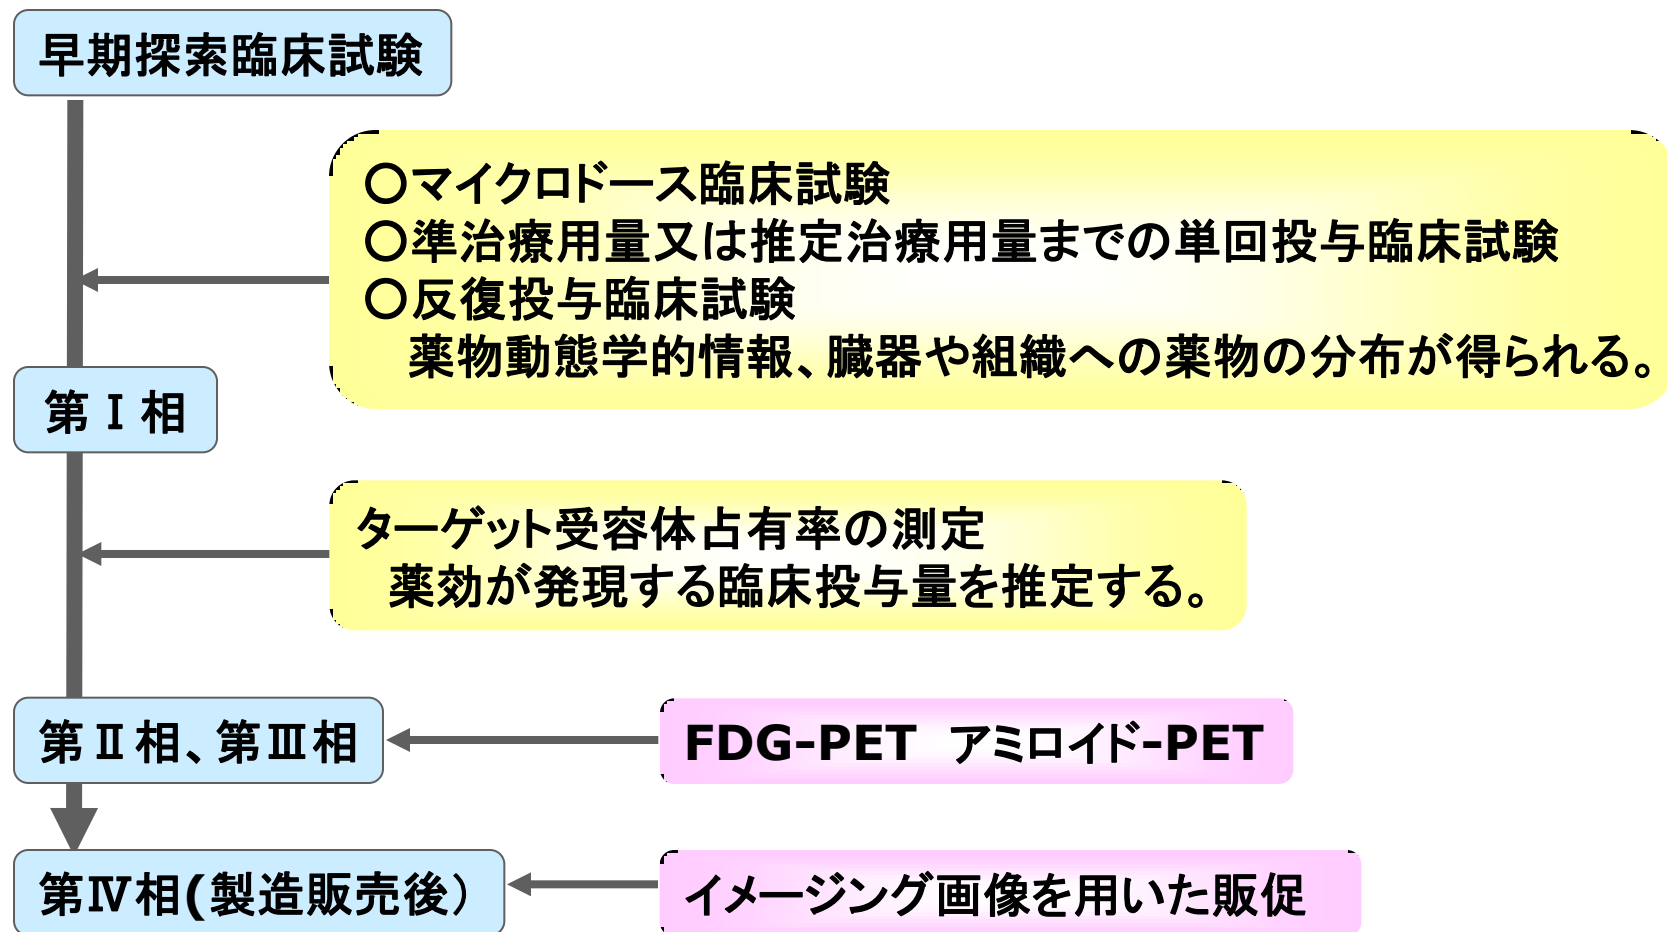 早期探索臨床試験
〇マイクロドース臨床試験
〇準治療用量又は推定治療用量までの単回投与臨床試験
〇反復投与臨床試験
薬物動態学的情報、臓器や組織への薬物の分布が得られる。
第Ⅰ相
ターゲット受容体占有率の測定
薬効が発現する臨床投与量を推定する。
第Ⅱ相、第Ⅲ相
FDG-PET アミロイド-PET
第Ⅳ相(製造販売後）
イメージング画像を用いた販促